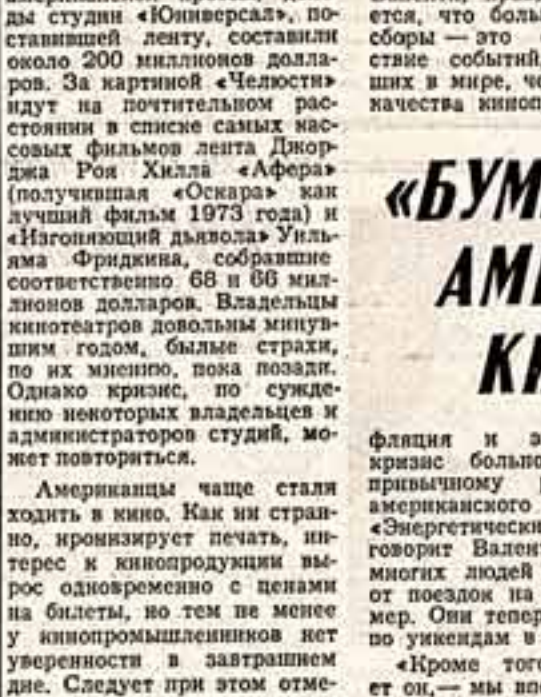 ды студии «Юниверсал», по-
ставившей ленту, составили
около 200 миллионов долла-
ров. За картиной «Челюсти»
идут на почтительном рас-
стоянии в списке самых кас-
совых фильмов лента Джор-
джа Роя Хилла «Афера»
(получившая «Оскара» как
лучший фильм 1973 года) и
«Изгоняющий дьявола» Уиль-
яма Фридкина, собравшие
соответственно 68 и 66 мил-
лионов долларов. Владельцы
кинотеатров довольны минув-
шим годом, былые страхи,
по их мнению, пока позади.
Однако кризис, по сужде-
нию некоторых владельцев и
администраторов студий, мо-
жет повториться.
Американцы чаще стали
ходить в кино. Как ни стран-
но, иронизирует печать, ин-
терес к кинопродукции вы-
рос одновременно с ценами
на билеты, но тем не менее
у кинопромышленников нет
уверенности в завтрашнем
дне. Следует при этом отме-
ется, что боль
сборы — это
ствие событий
ших в мире, че
качества киноп
«БУМ
АМЕ
КИ
фляция и э
кризис больно
привычному
американского
«Энергетически
говорит Вален
многих людей
от поездок на
мер. Они тепер
по уикендам в
«Кроме того
ет он,— мы впе